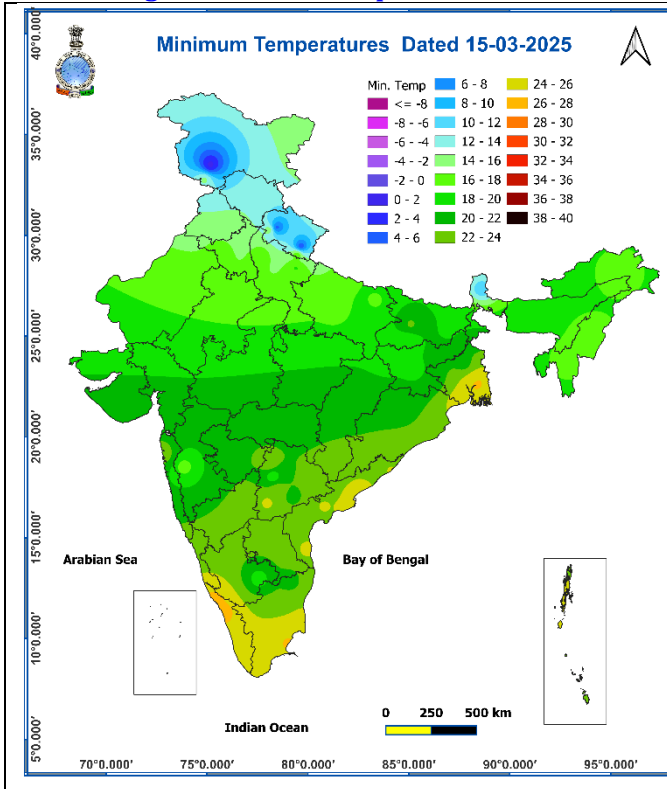 Minimum Temperatures Dated 15-03-2025
Min. Temp
<= -8
-8 - -6
-6 - -4
-4 - -2
-2 - 0
0 - 2
2 - 4
4 - 6
6 - 8
8 - 10
10 - 12
12 - 14
14 - 16
16 - 18
18 - 20
20 - 22
22 - 24
24 - 26
26 - 28
28 - 30
30 - 32
32 - 34
34 - 36
36 - 38
38 - 40
40°0.000'
35°0.000'
30°0.000'
25°0.000'
20°0.000'
15°0.000'
10°0.000'
5°0.000'
Arabian Sea
Bay of Bengal
Indian Ocean
0 250 500 km
70°0.000' 75°0.000' 80°0.000' 85°0.000' 90°0.000' 95°0.000'